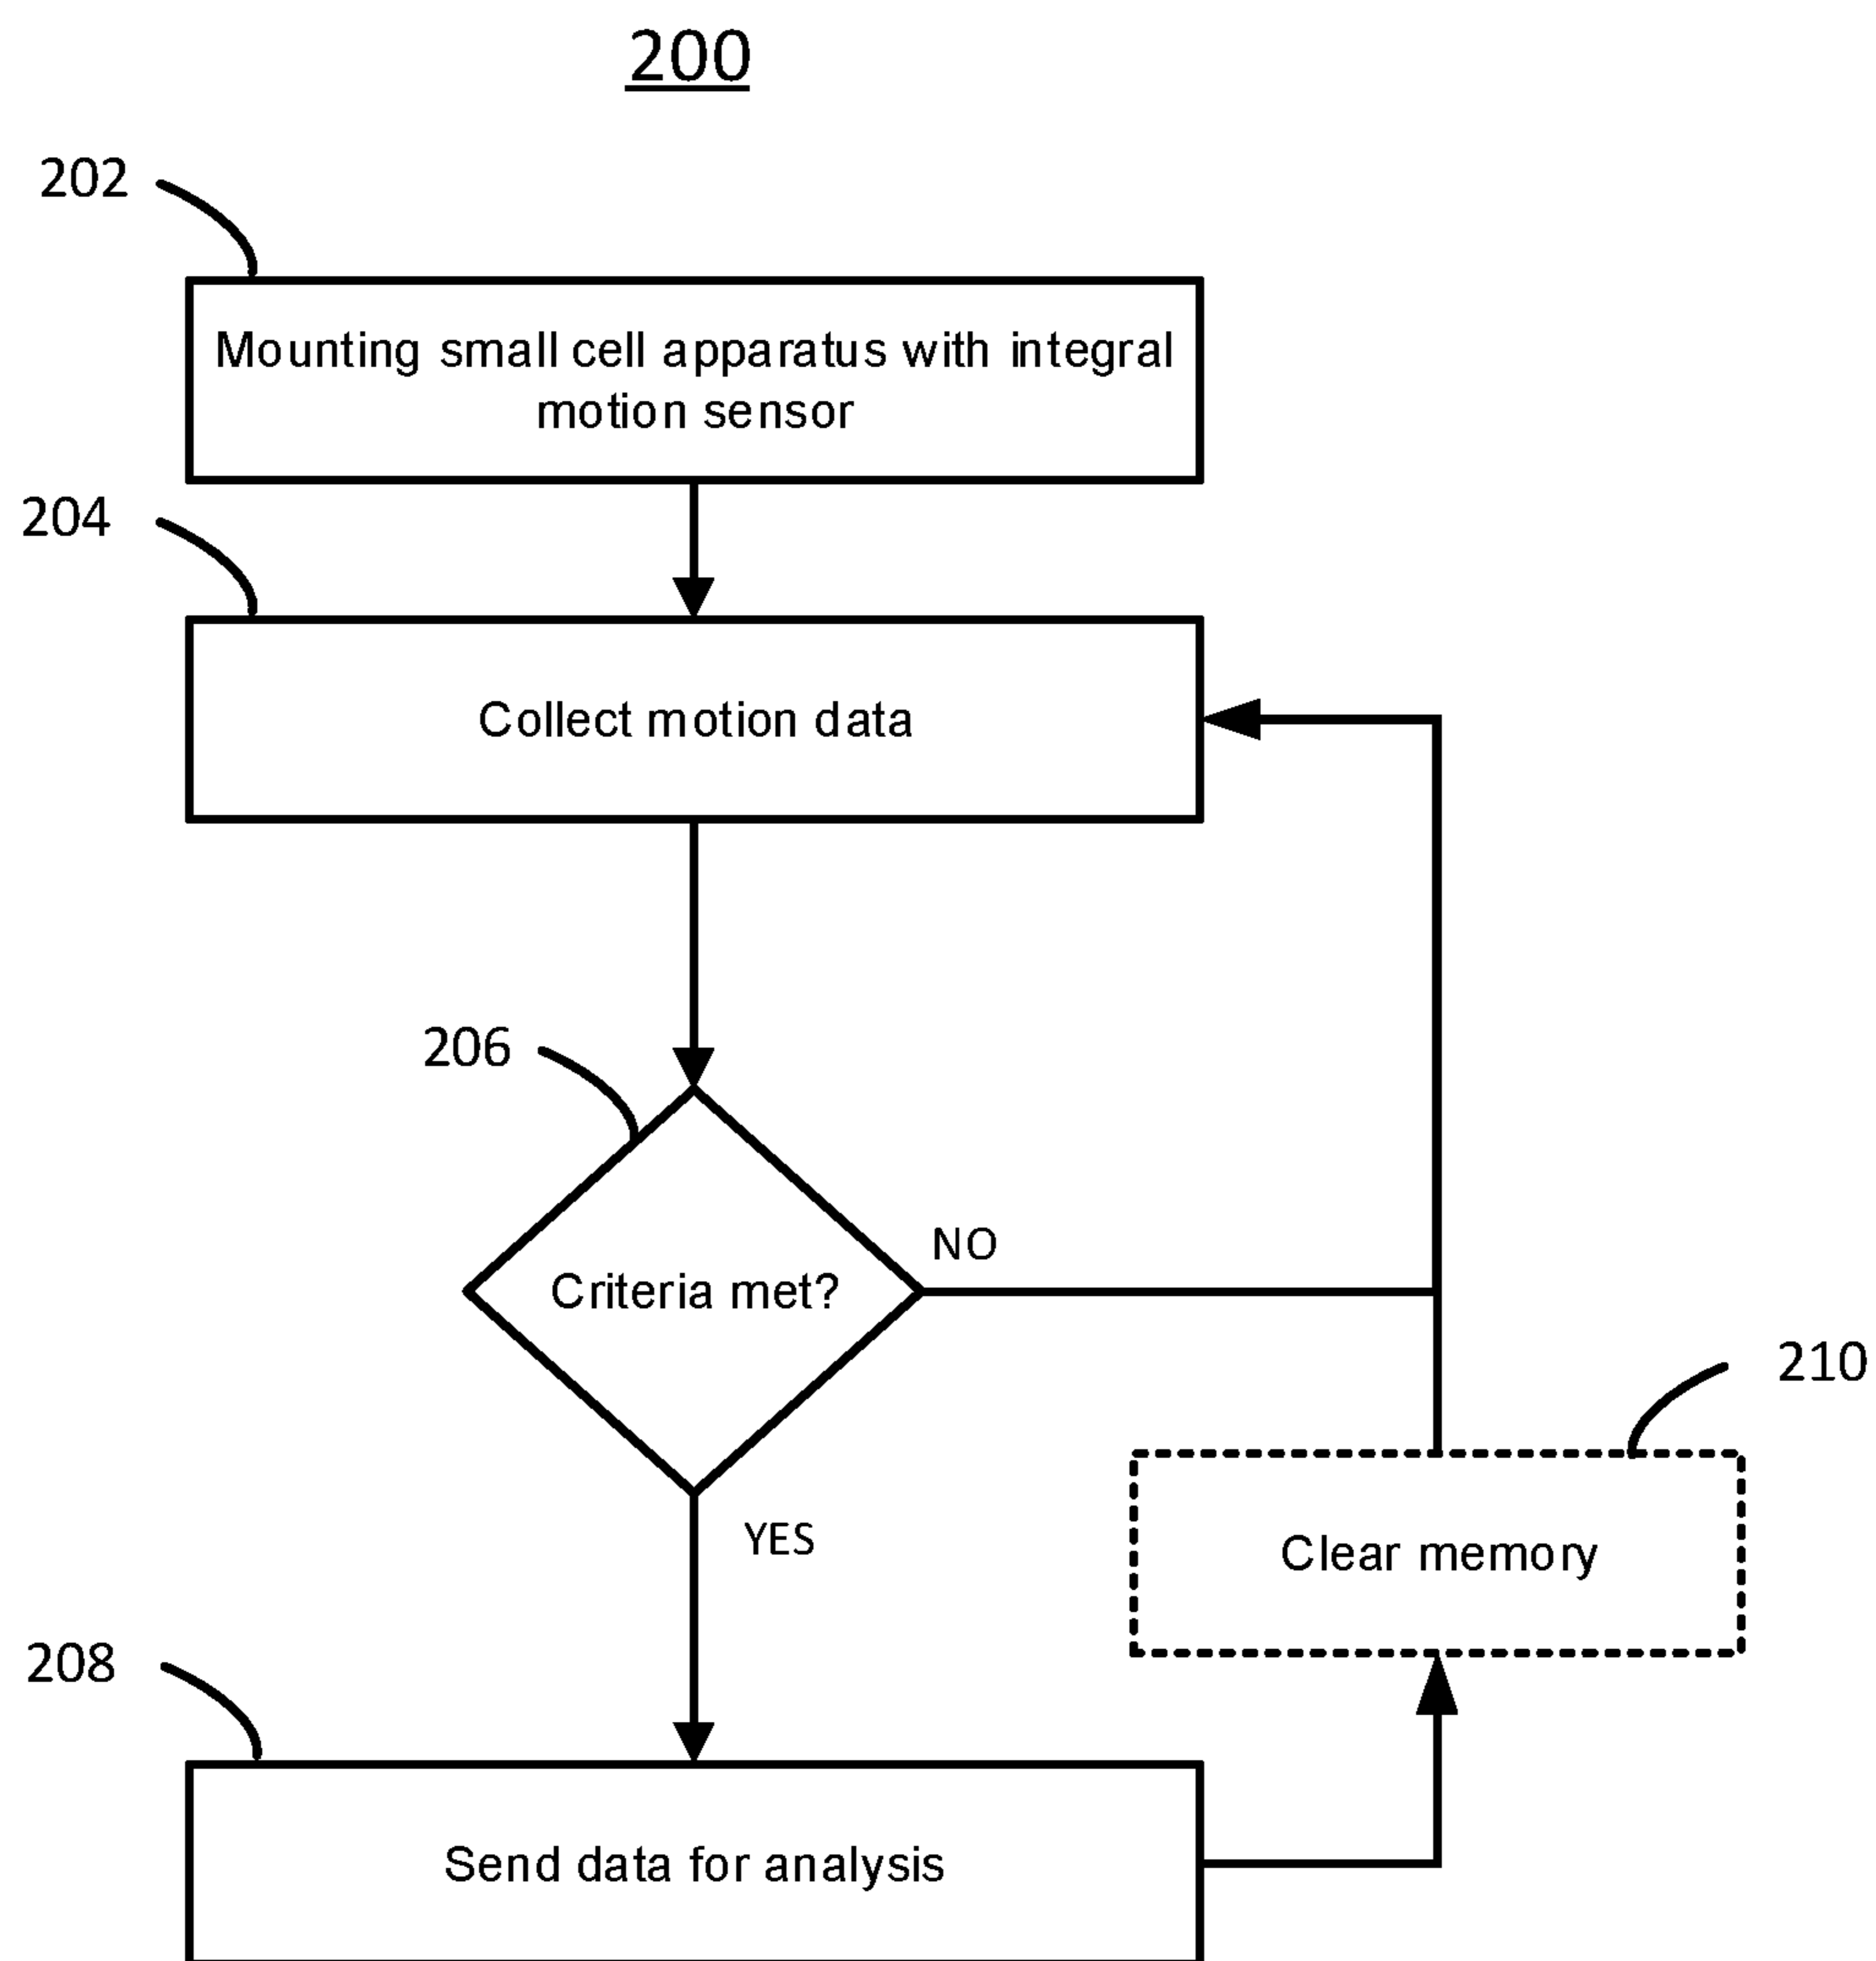 200
202
Mounting small cell apparatus with integral
motion sensor
204
Collect motion data
206
Criteria met?
NO
YES
210
Clear memory
208
Send data for analysis